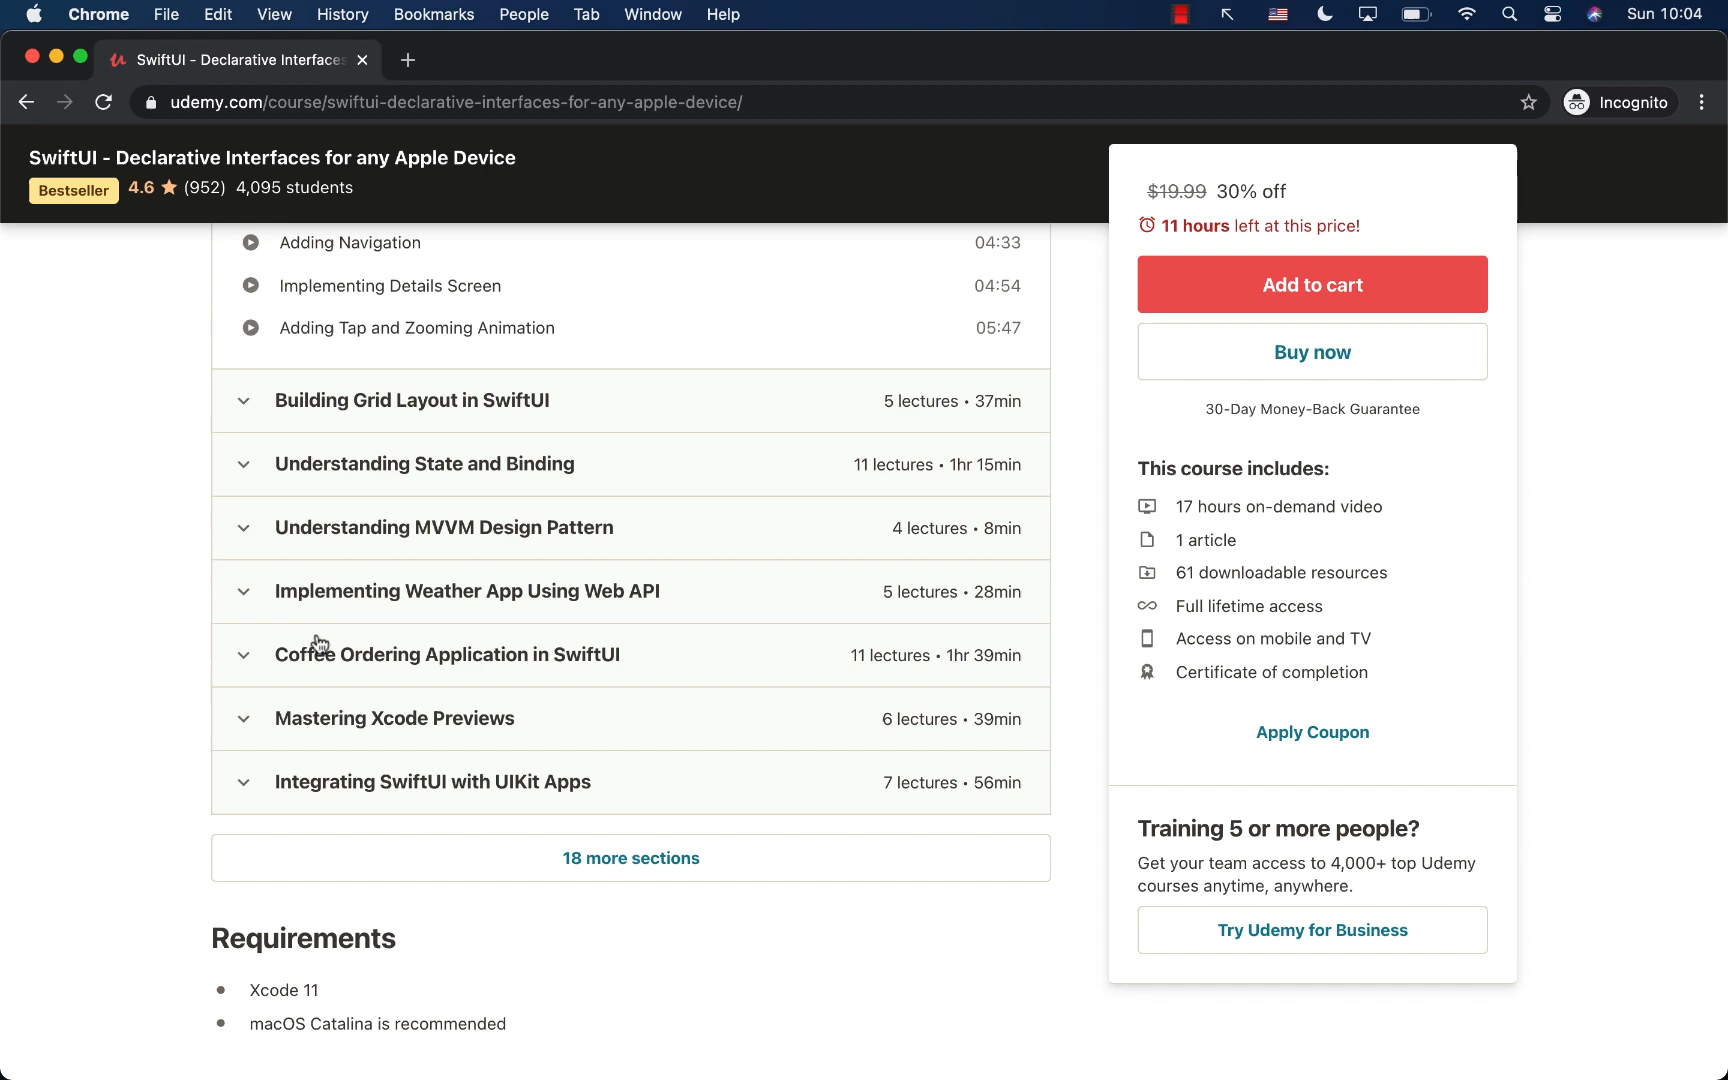 Chrome File Edit View History Bookmarks People Tab Window Help Sun 10:04
SwiftUI - Declarative Interfaces
udemy.com/course/swiftui-declarative-interfaces-for-any-apple-device/ Incognito
SwiftUI - Declarative Interfaces for any Apple Device
Bestseller 4.6 (952) 4,095 students
Adding Navigation 04:33
Implementing Details Screen 04:54
Adding Tap and Zooming Animation 05:47
Building Grid Layout in SwiftUI 5 lectures • 37min
Understanding State and Binding 11 lectures • 1hr 15min
Understanding MVVM Design Pattern 4 lectures • 8min
Implementing Weather App Using Web API 5 lectures • 28min
Coffee Ordering Application in SwiftUI 11 lectures • 1hr 39min
Mastering Xcode Previews 6 lectures • 39min
Integrating SwiftUI with UIKit Apps 7 lectures • 56min
18 more sections
Requirements
Xcode 11
macOS Catalina is recommended
$19.99 30% off
11 hours left at this price!
Add to cart
Buy now
30-Day Money-Back Guarantee
This course includes:
17 hours on-demand video
1 article
61 downloadable resources
Full lifetime access
Access on mobile and TV
Certificate of completion
Apply Coupon
Training 5 or more people?
Get your team access to 4,000+ top Udemy
courses anytime, anywhere.
Try Udemy for Business